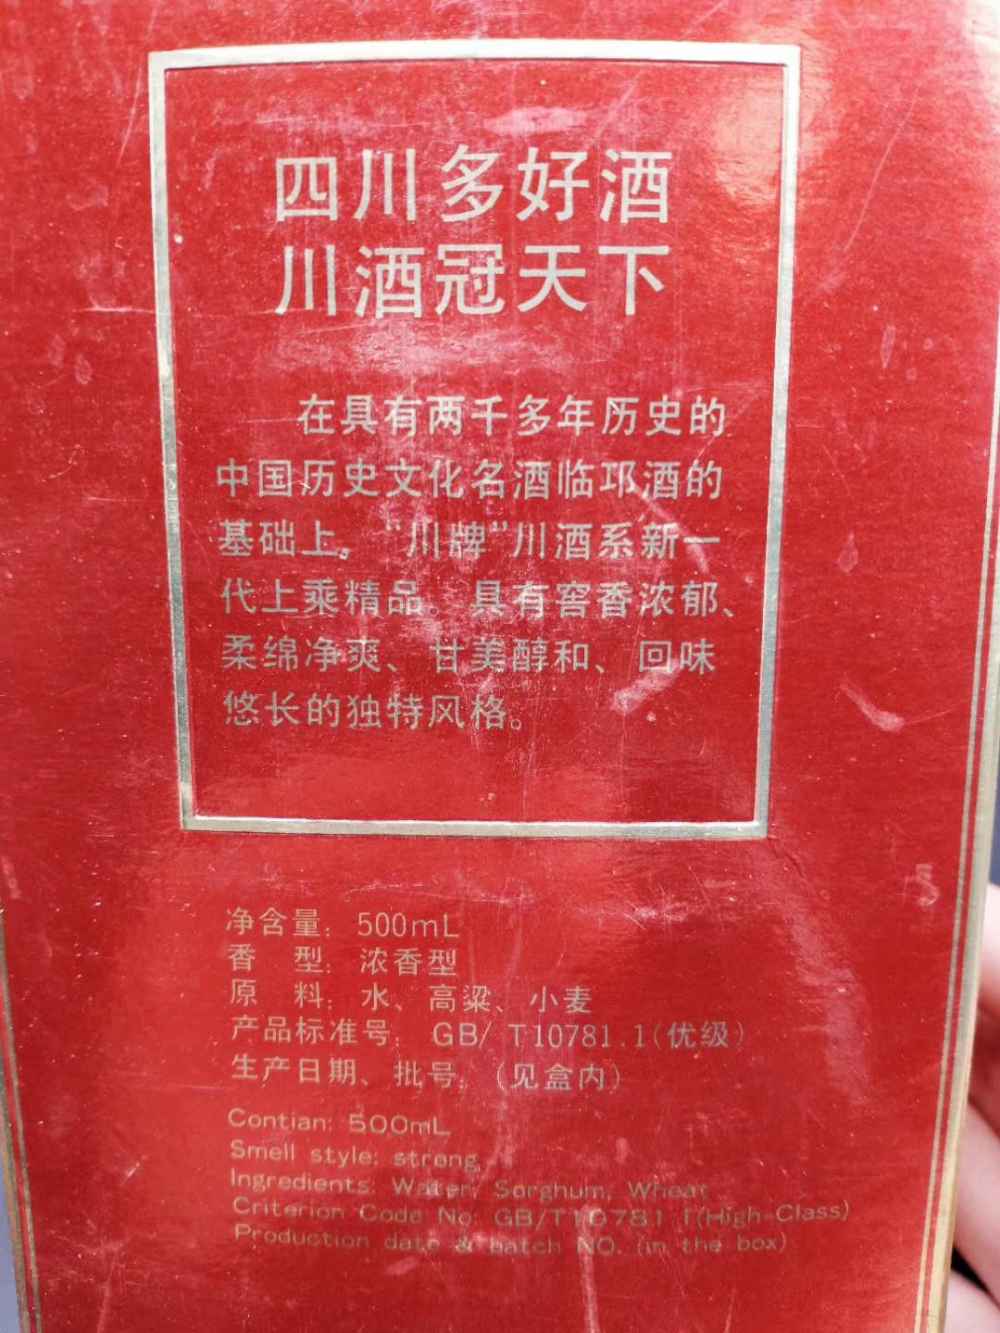 四川多好酒
川酒冠天下
在具有两千多年历史的
中国历史文化名酒临邛酒的
基础上。“川牌”川酒系新一
代上乘精品。具有窖香浓郁、
柔绵净爽、甘美醇和、回味
悠长的独特风格。
净含量：500mL
香 型：浓香型
原 料：水、高粱、小麦
产品标准号：GB/T10781.1(优级)
生产日期、批号：(见盒内)
Contian: 500mL
Smell style: strong
Ingredients: Water, Sorghum, Wheat
Criterion Code No: GB/T10781.1(High-Class)
Production date & batch NO. (in the box)